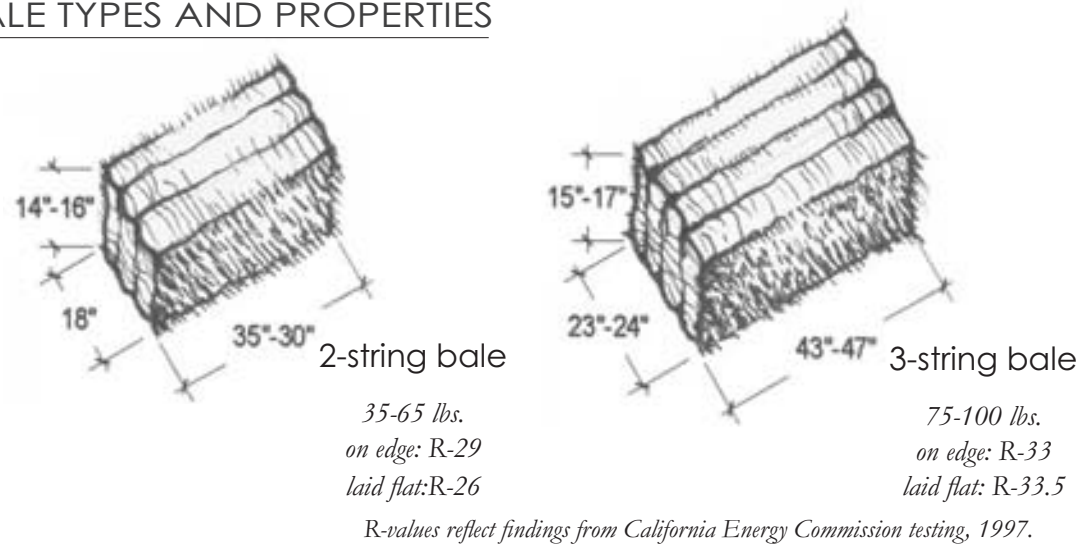 ALE TYPES AND PROPERTIES
14"-16"
18"
35"-30"
2-string bale
35-65 lbs.
on edge: R-29
laid flat:R-26
15"-17"
23"-24"
43"-47"
3-string bale
75-100 lbs.
on edge: R-33
laid flat: R-33.5
R-values reflect findings from California Energy Commission testing, 1997.